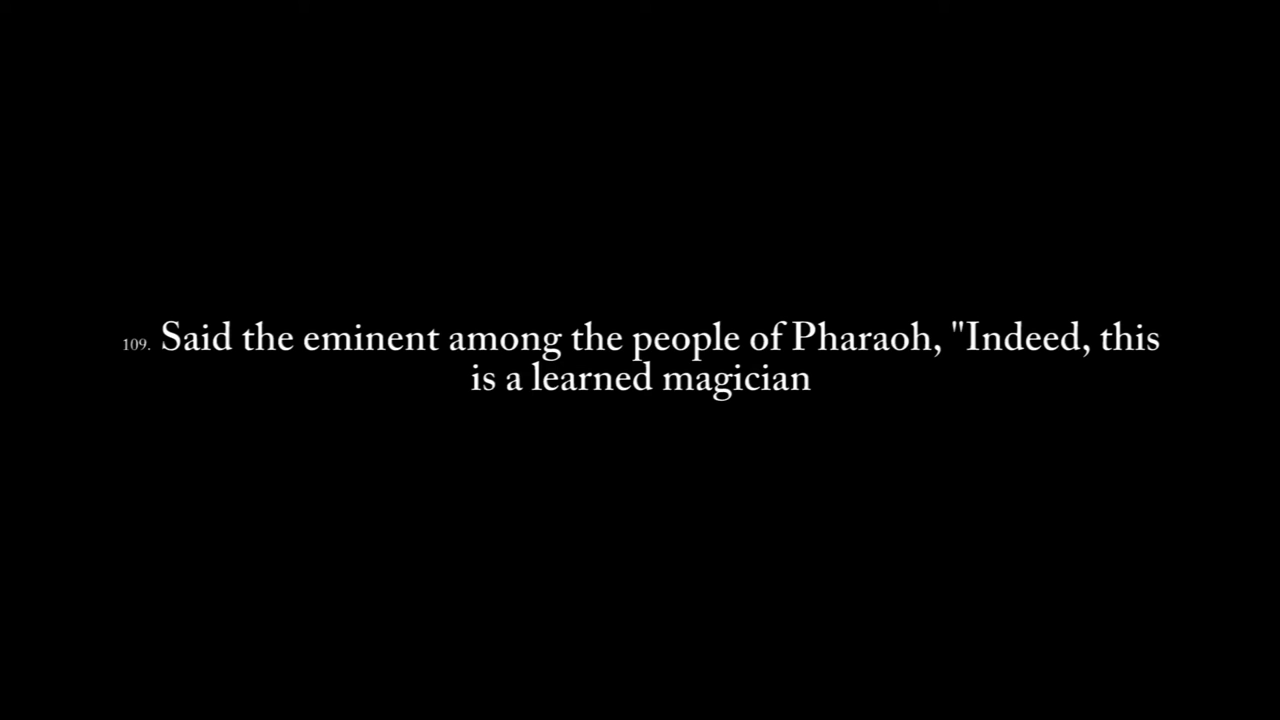 109. Said the eminent among the people of Pharaoh, "Indeed, this
is a learned magician